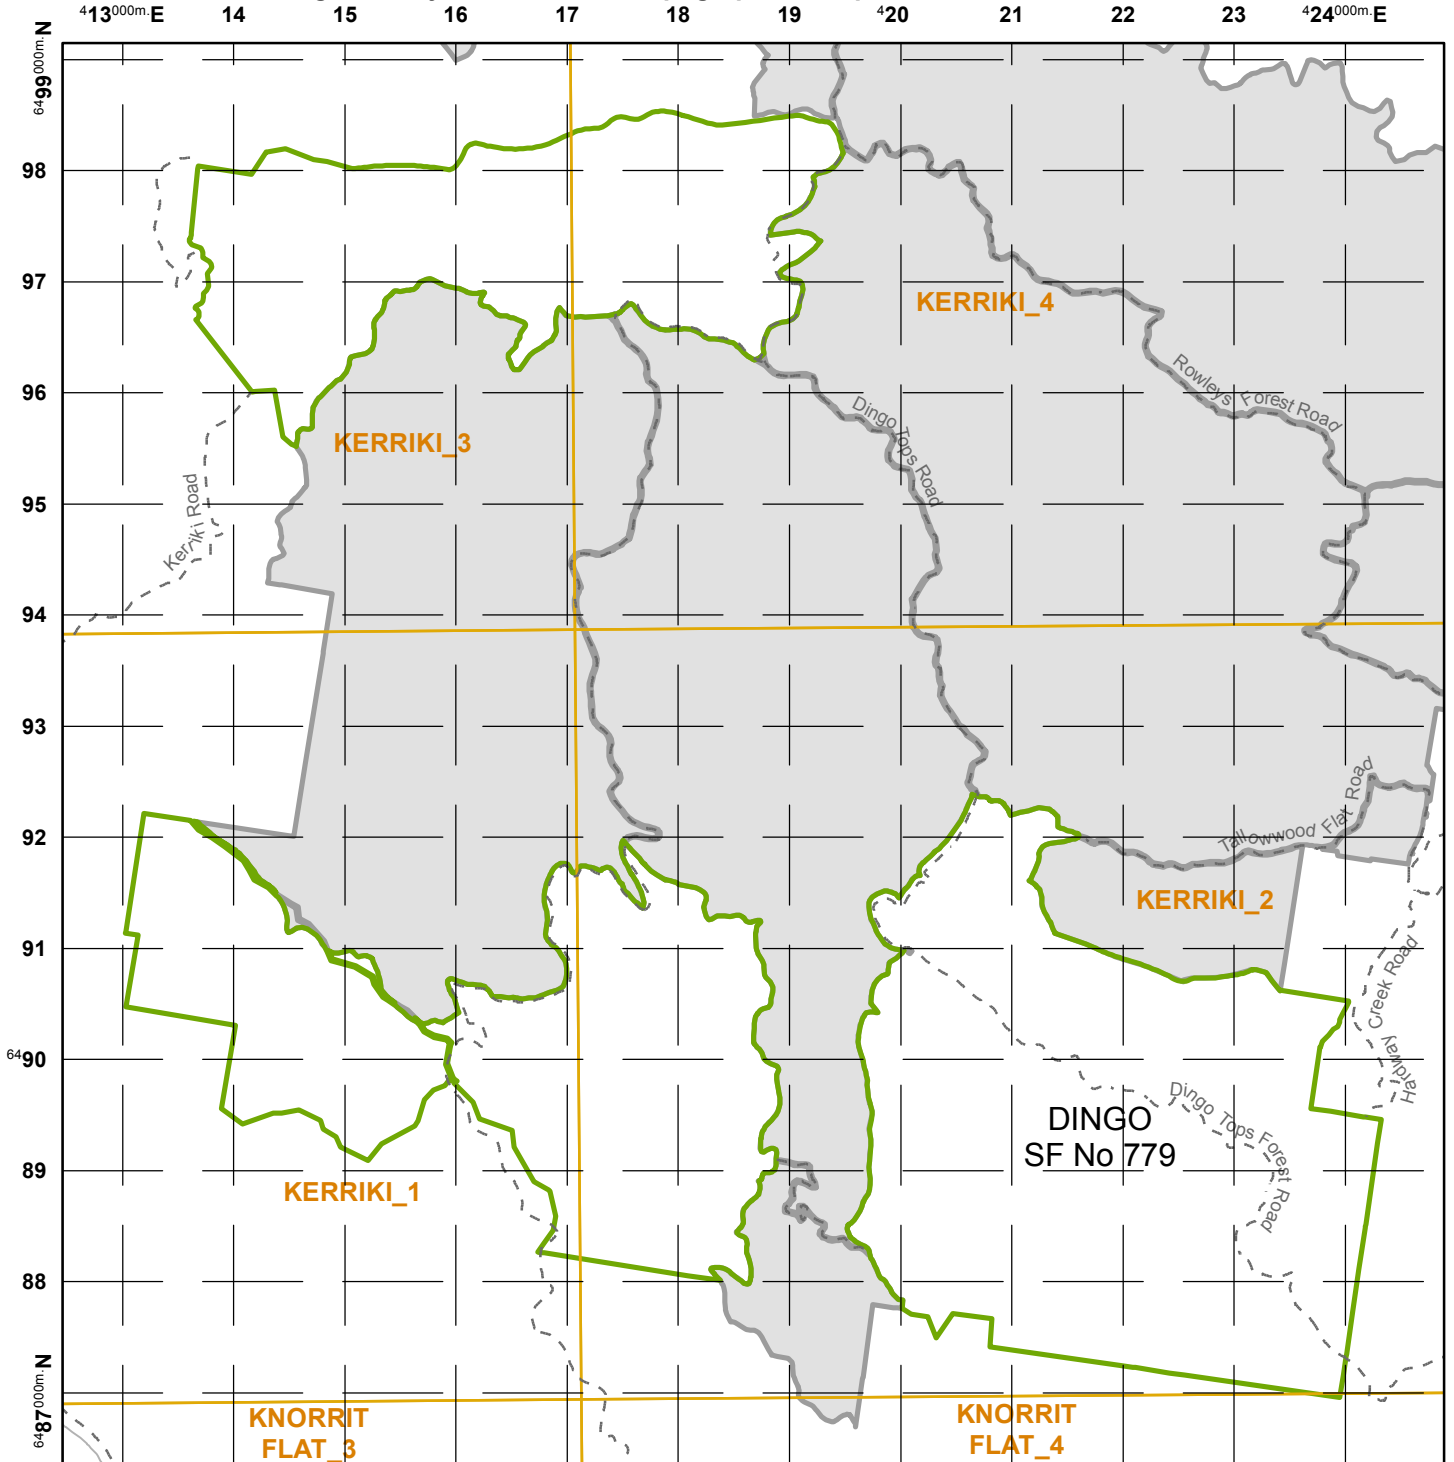 413000m.E 14 15 16 17 18 19 420 21 22 23 424000m.E
6499000m.N
98
97
KERRIKI_4
96
Rowleys Forest Road
Dingo Tops Road
KERRIKI_3
95
Kerriki Road
94
93
92
Tallowwood Flat Road
KERRIKI_2
91
Hardway Creek Road
6490
Dingo Tops Forest Road
DINGO
SF No 779
89
KERRIKI_1
88
6487000m.N
KNORRIT
FLAT_3
KNORRIT
FLAT_4